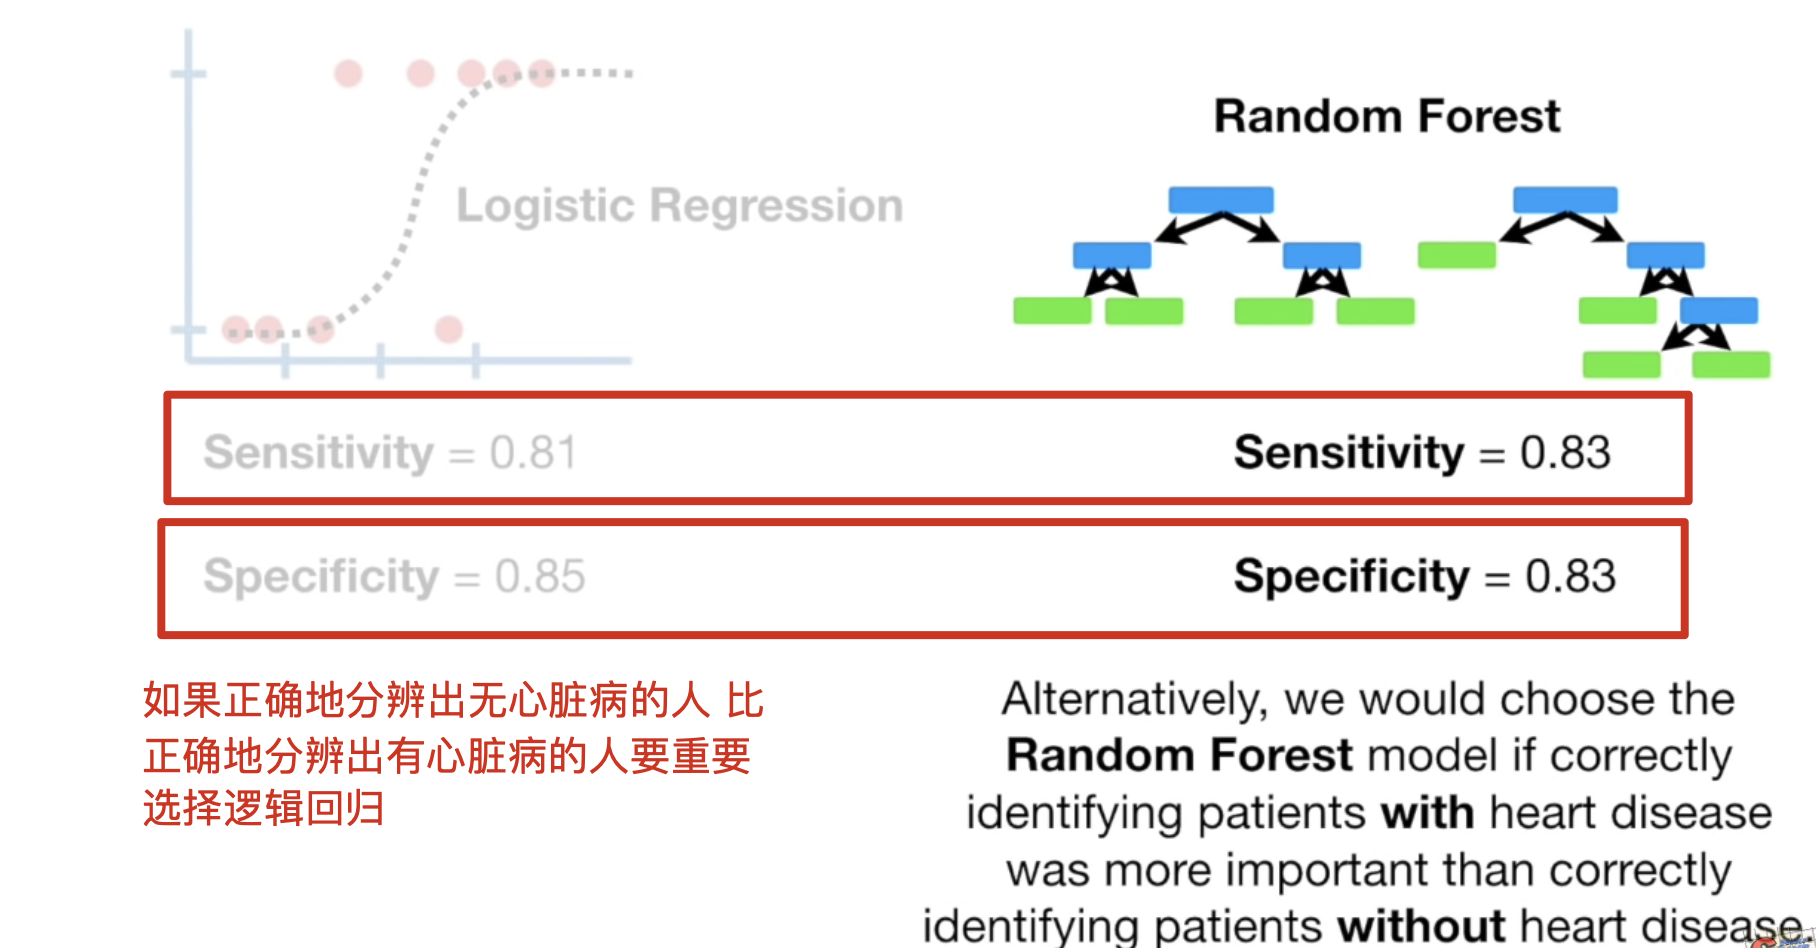 Logistic Regression
Random Forest
Sensitivity = 0.81
Sensitivity = 0.83
Specificity = 0.85
Specificity = 0.83
如果正确地分辨出无心脏病的人 比
正确地分辨出有心脏病的人要重要
选择逻辑回归
Alternatively, we would choose the
Random Forest model if correctly
identifying patients with heart disease
was more important than correctly
identifying patients without heart disease